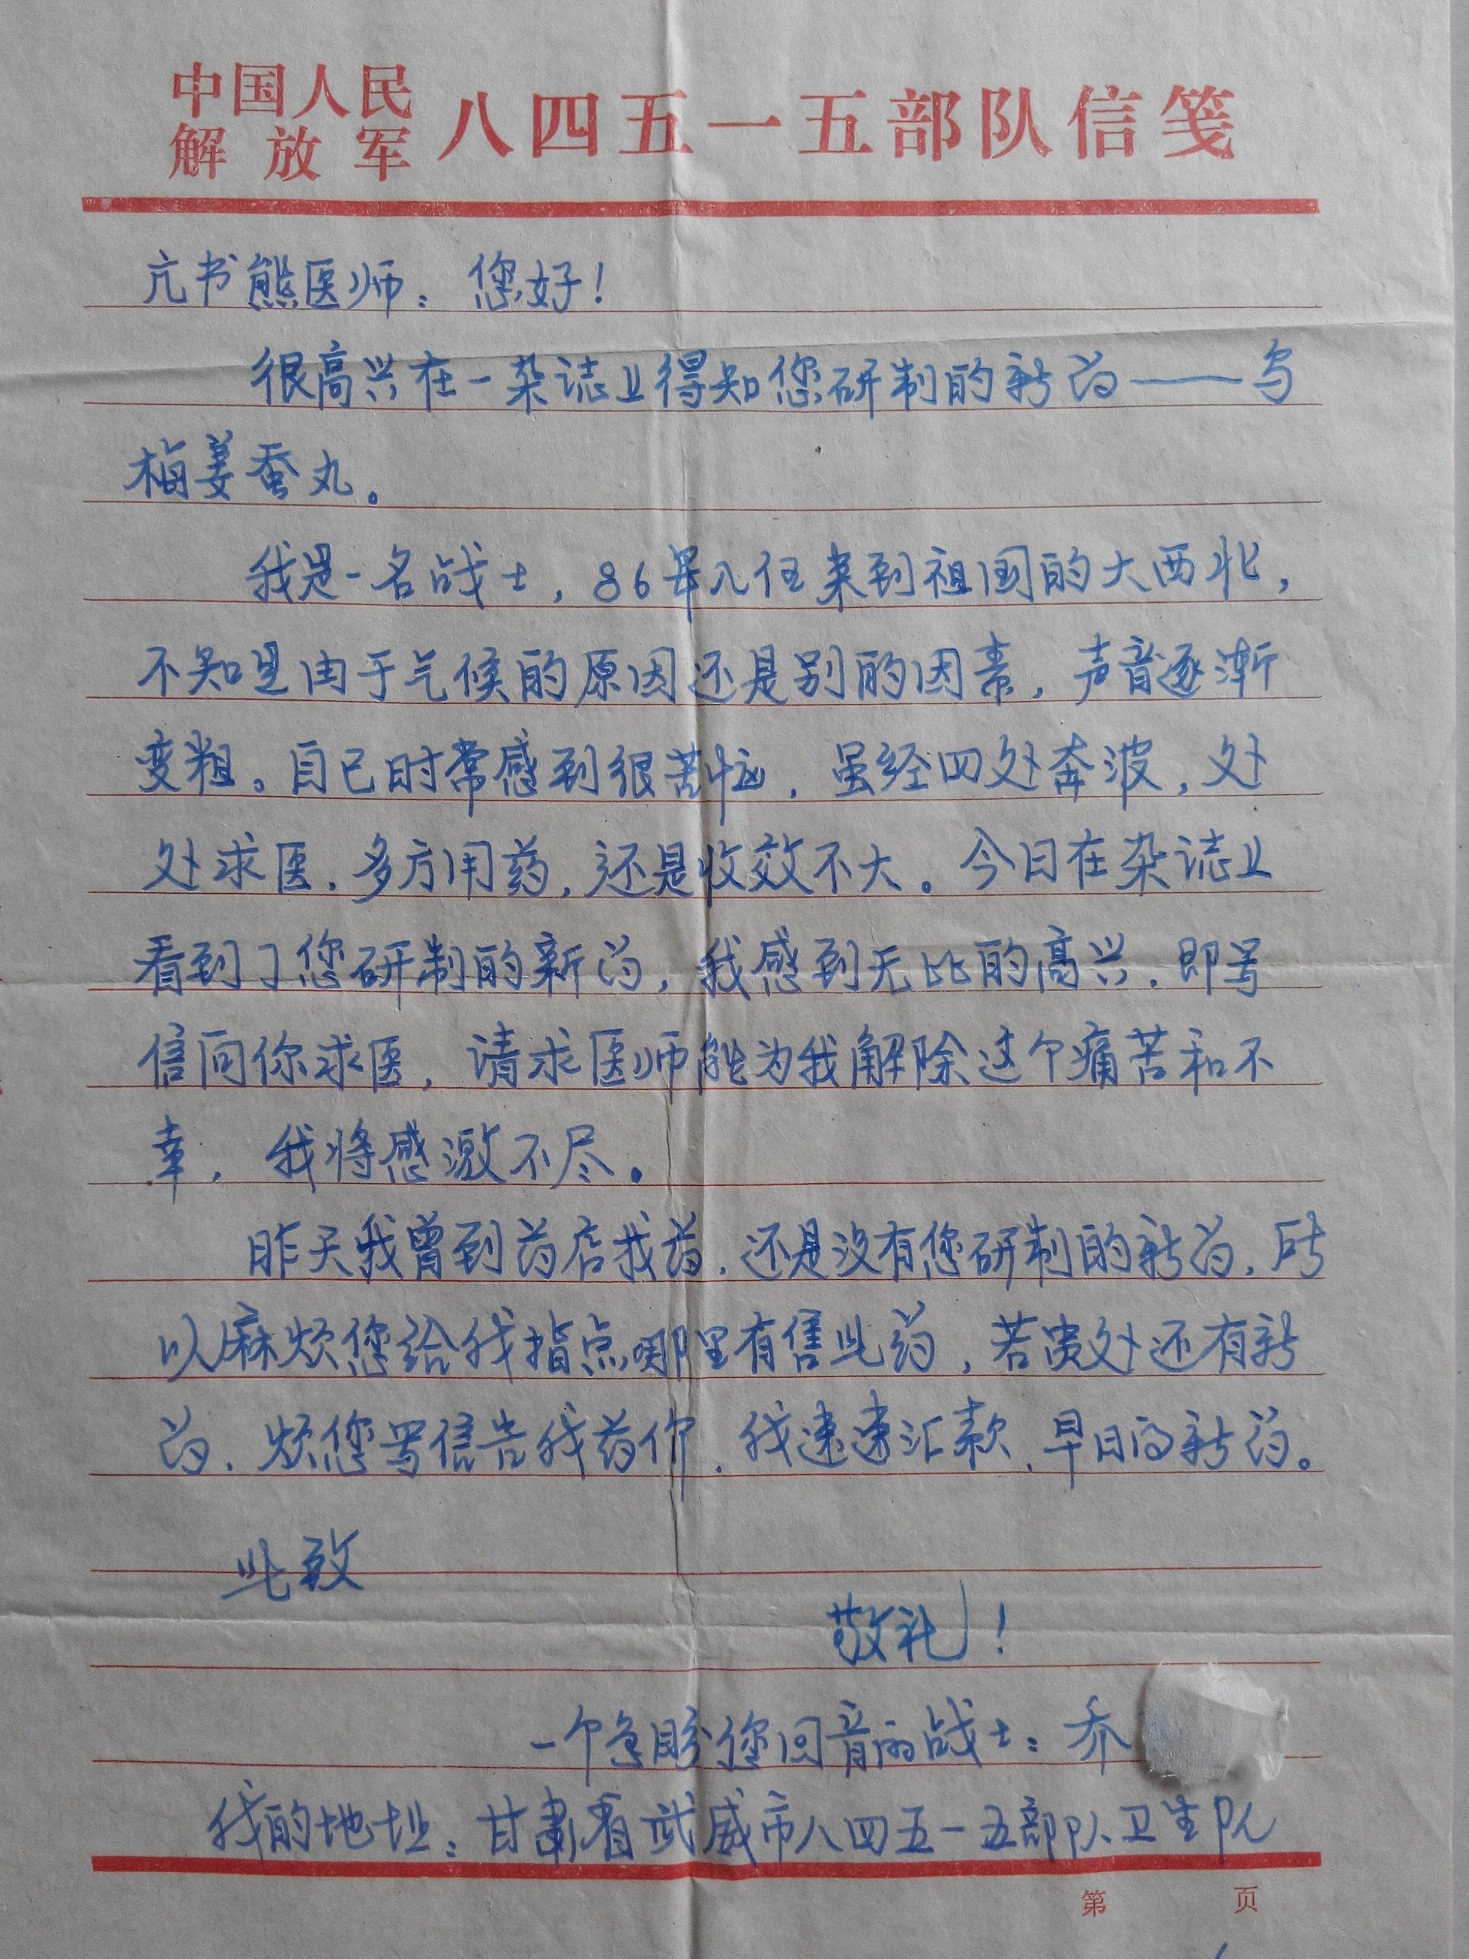 中国人民
解放军
八四五一五部队信笺
亢书熊医师：您好！
很高兴在一杂志上得知您研制的新药——乌
梅姜蚕丸。
我是一名战士，86年入伍来到祖国的大西北，
不知是由于气候的原因还是别的因素，声音逐渐
变粗。自己时常感到很苦恼，虽经四处奔波，处
处求医，多方用药，还是收效不大。今日在杂誌上
看到了您研制的新药，我感到无比的高兴，即写
信向你求医，请求医师能为我解除这个痛苦和不
幸，我将感激不尽。
昨天我曾到药店找药，还是没有您研制的新药，所
以麻烦您给我指点哪里有售此药，若贵处还有新
药，烦您写信告我药价，我速速汇款，早日的新药。
此致
敬礼！
一个急盼您回音的战士：乔
我的地址：甘肃省武威市八四五一五部队卫生队
第 页